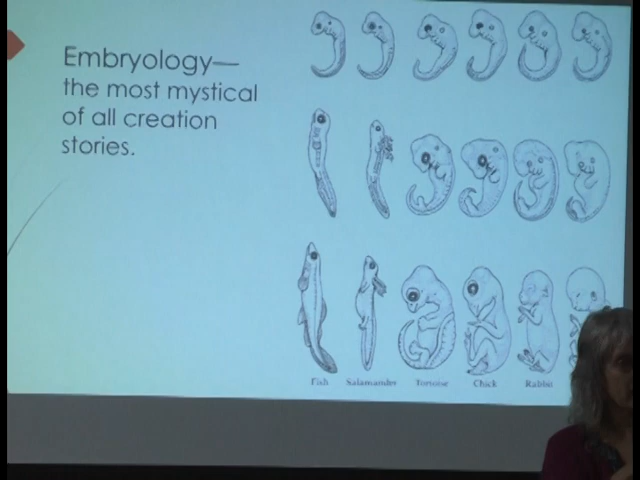 Embryology—
the most mystical
of all creation
stories.
Fish Salamander Tortoise Chick Rabbit